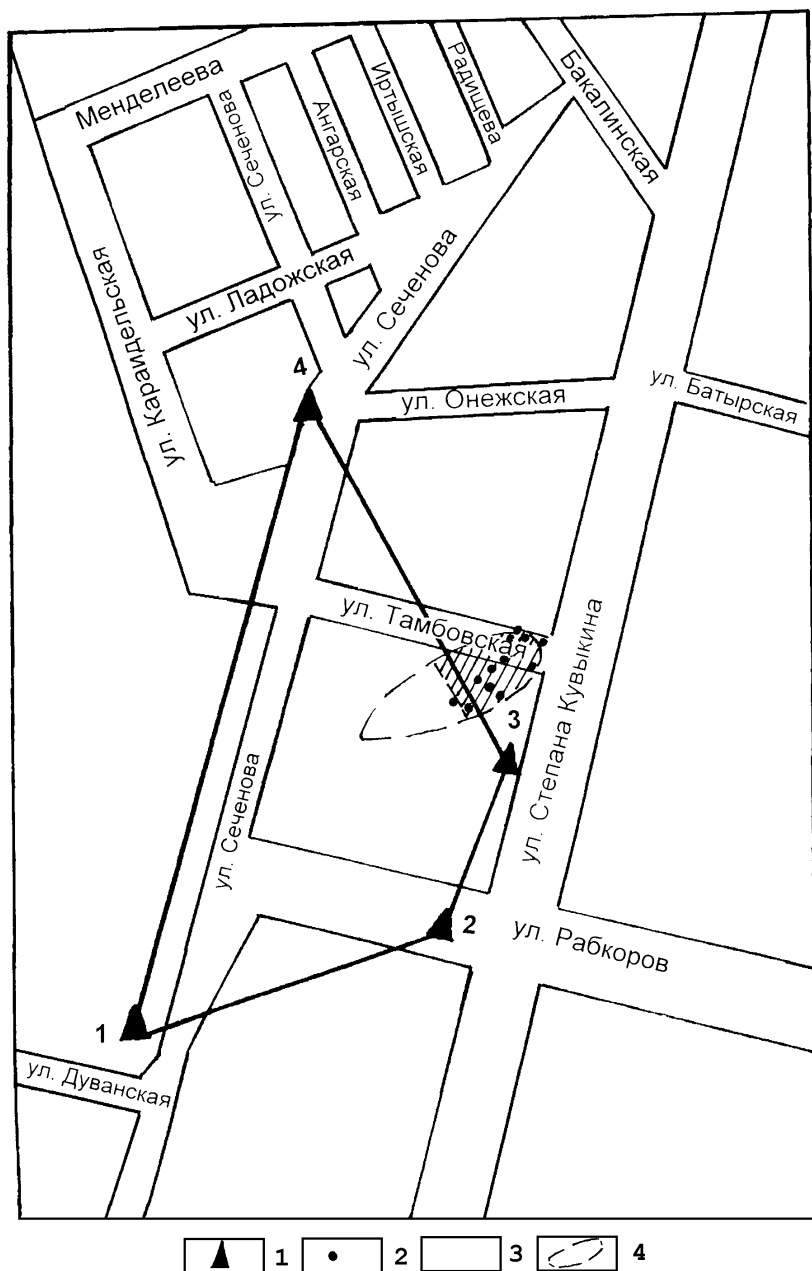 Менделеева
ул. Сеченова
Ангарская
Иртышская
Радищева
Бакалинская
ул. Караидельская
ул. Ладожская
ул. Сеченова
4
ул. Онежская
ул. Батырская
ул. Тамбовская
3
ул. Степана Кувыкина
ул. Сеченова
2
ул. Рабкоров
1
ул. Дуванская
1
2
3
4